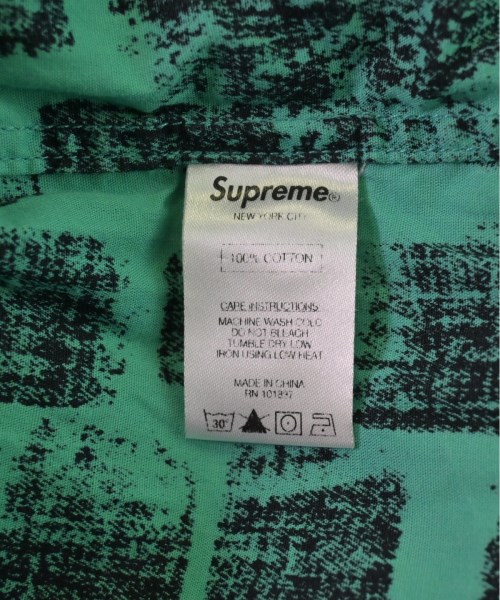 Supreme®
NEW YORK CITY
100% COTTON
CARE INSTRUCTIONS
MACHINE WASH COLD
DO NOT BLEACH
TUMBLE DRY LOW
IRON USING LOW HEAT
MADE IN CHINA
RN 101837
30°